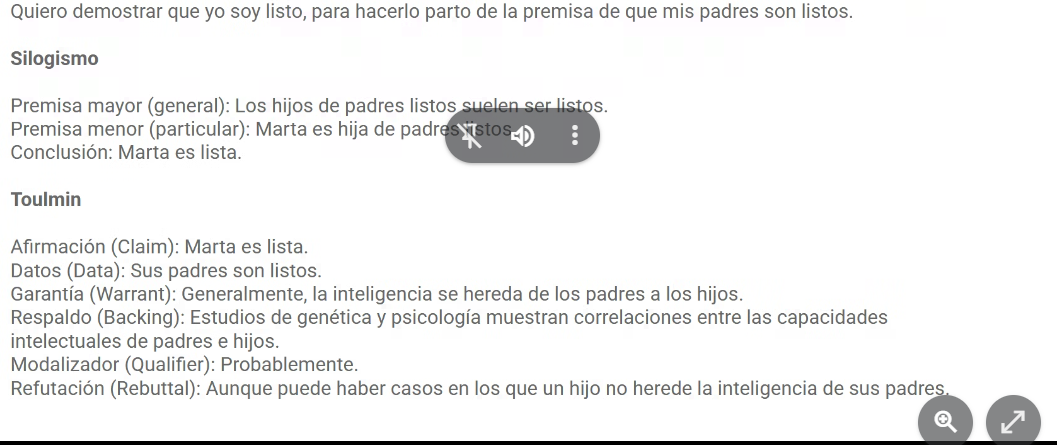 Quiero demostrar que yo soy listo, para hacerlo parto de la premisa de que mis padres son listos.
Silogismo
Premisa mayor (general): Los hijos de padres listos suelen ser listos.
Premisa menor (particular): Marta es hija de padres listos.
Conclusión: Marta es lista.
Toulmin
Afirmación (Claim): Marta es lista.
Datos (Data): Sus padres son listos.
Garantía (Warrant): Generalmente, la inteligencia se hereda de los padres a los hijos.
Respaldo (Backing): Estudios de genética y psicología muestran correlaciones entre las capacidades
intelectuales de padres e hijos.
Modalizador (Qualifier): Probablemente.
Refutación (Rebuttal): Aunque puede haber casos en los que un hijo no herede la inteligencia de sus padres.